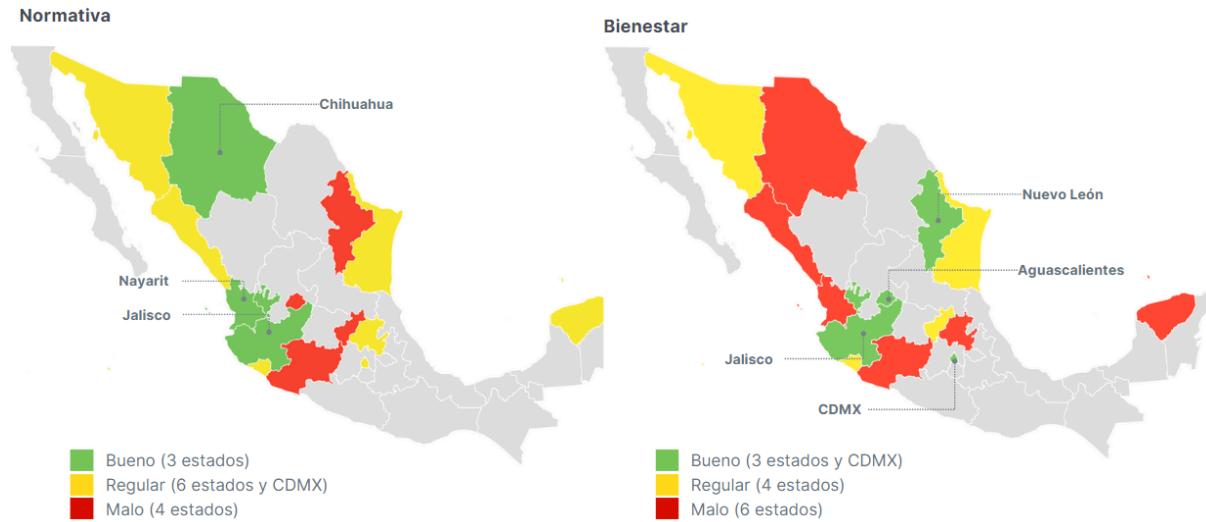 Normativa
Chihuahua
Nayarit
Jalisco
Bueno (3 estados)
Regular (6 estados y CDMX)
Malo (4 estados)
Bienestar
Nuevo León
Aguascalientes
Jalisco
CDMX
Bueno (3 estados y CDMX)
Regular (4 estados)
Malo (6 estados)